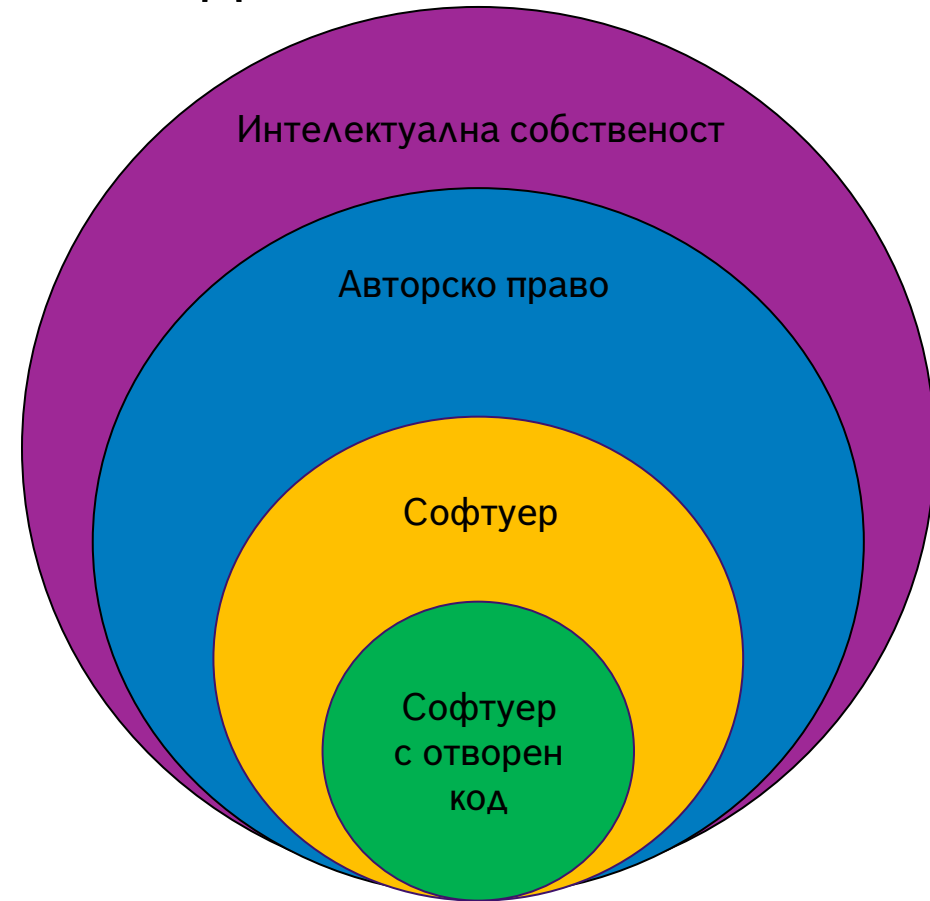 Интелектуална собственост
Авторско право
Софтуер
Софтуер
с отворен
код